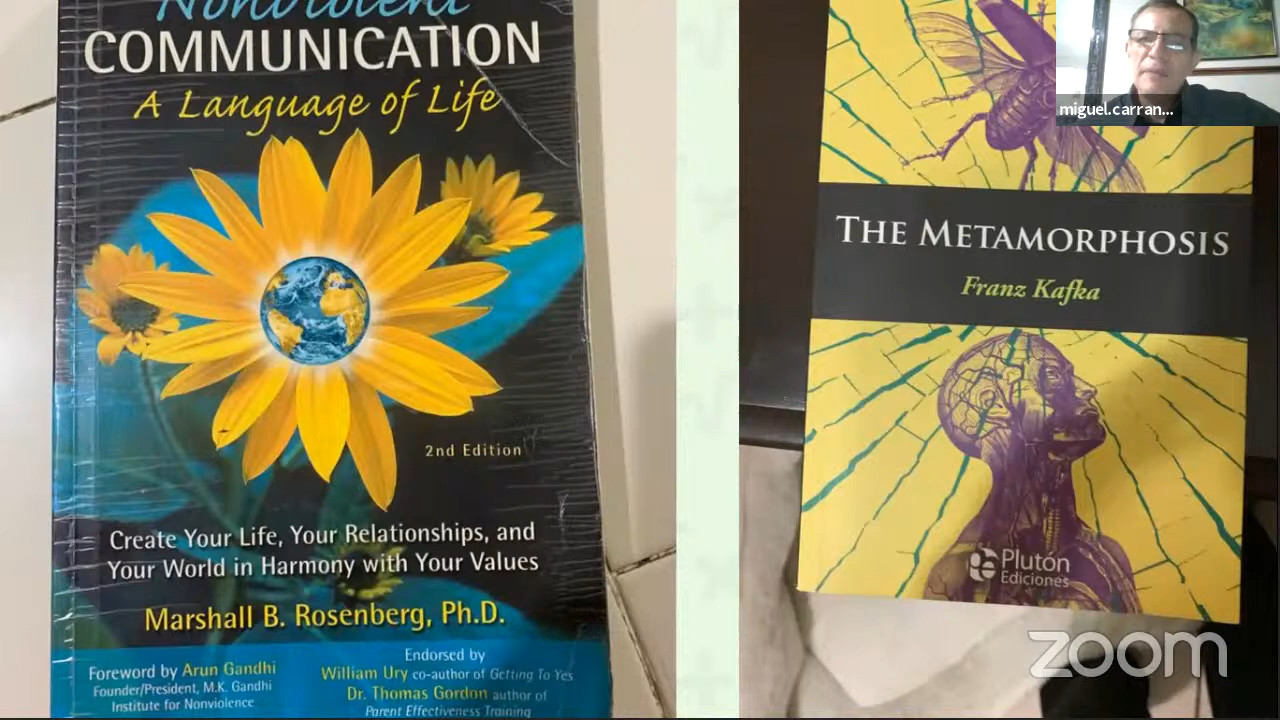 Nonviolent
COMMUNICATION
A Language of Life
2nd Edition
Create Your Life, Your Relationships, and
Your World in Harmony with Your Values
Marshall B. Rosenberg, Ph.D.
Foreword by Arun Gandhi
Founder/President, M.K. Gandhi
Institute for Nonviolence
Endorsed by
William Ury co-author of Getting To Yes
Dr. Thomas Gordon author of
Parent Effectiveness Training
THE METAMORPHOSIS
Franz Kafka
Plutón
Ediciones
miguel.carran...
zoom